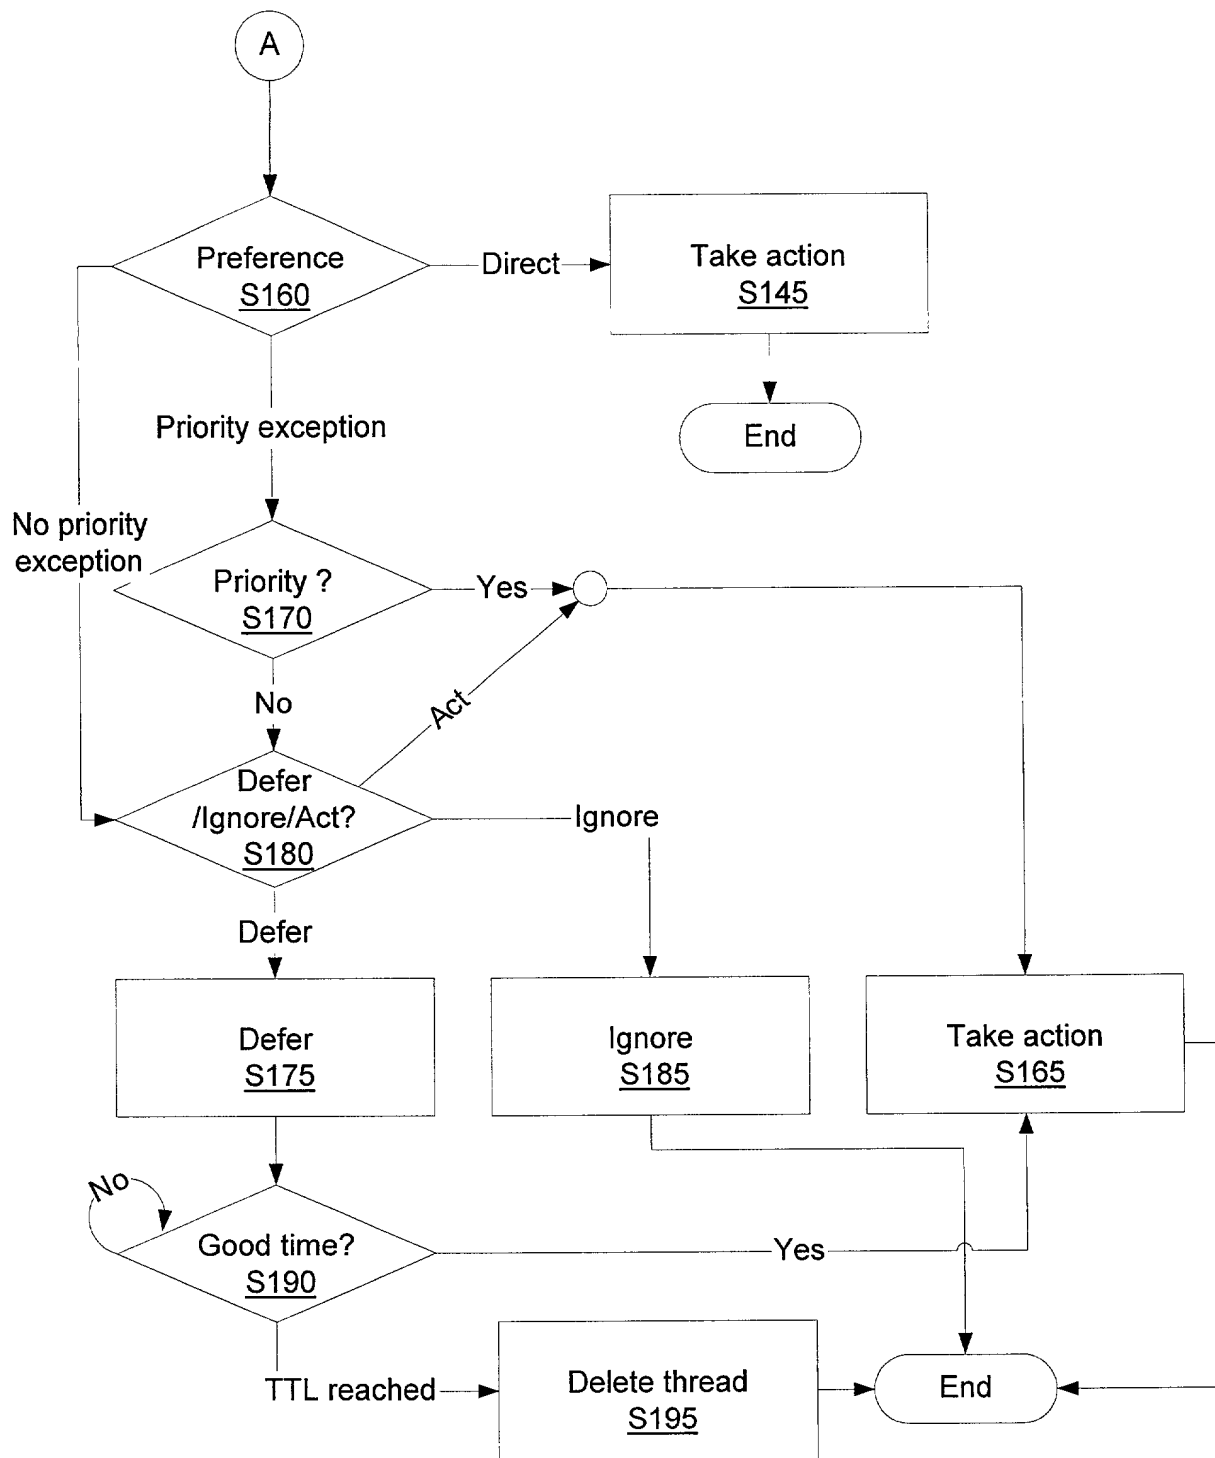 A
Preference
S160
Direct
Take action
S145
End
Priority exception
No priority
exception
Priority ?
S170
Yes
No
Act
Defer
/Ignore/Act?
S180
Ignore
Defer
Defer
S175
Ignore
S185
Take action
S165
No
Good time?
S190
Yes
TTL reached
Delete thread
S195
End